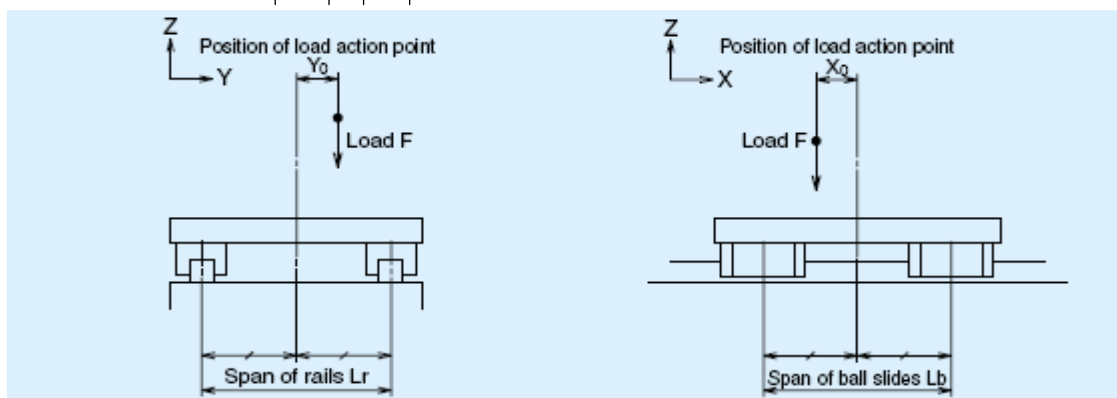 Z
Position of load action point
Y0
Y
Load F
Span of rails Lr
Z
Position of load action point
X0
X
Load F
Span of ball slides Lb